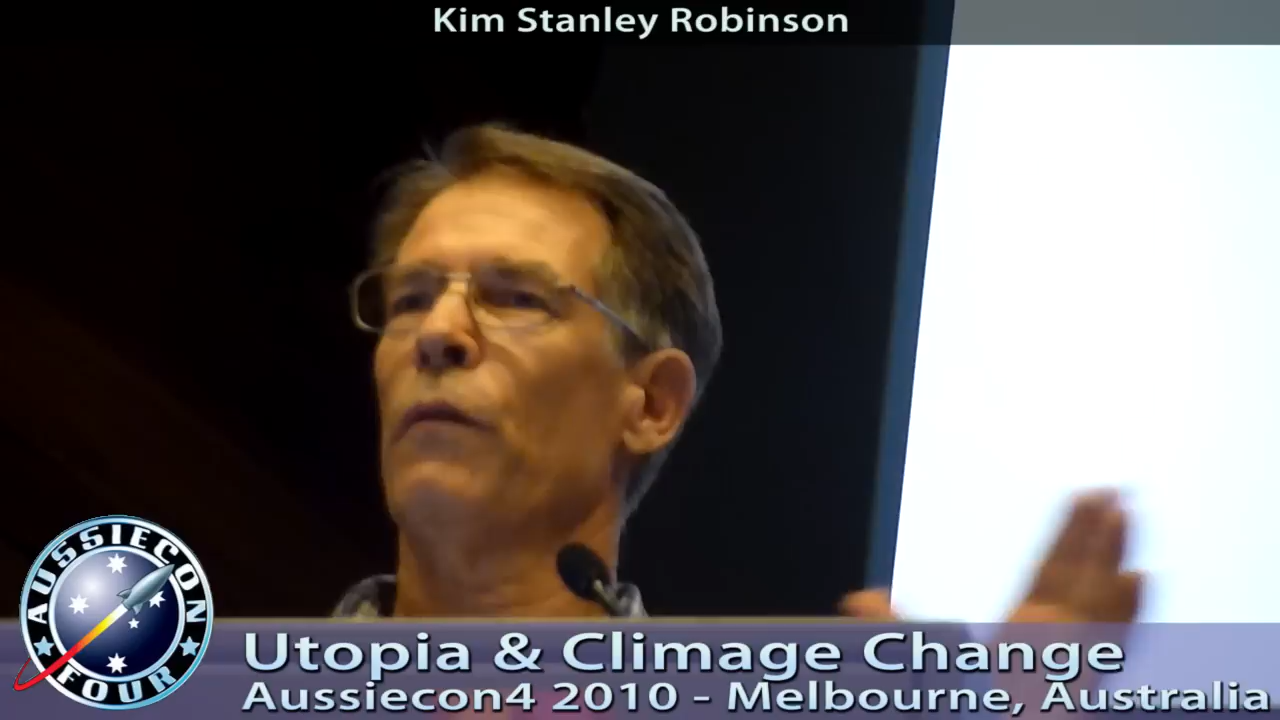 Kim Stanley Robinson
AUSSIECON
FOUR
Utopia & Climage Change
Aussiecon4 2010 - Melbourne, Australia